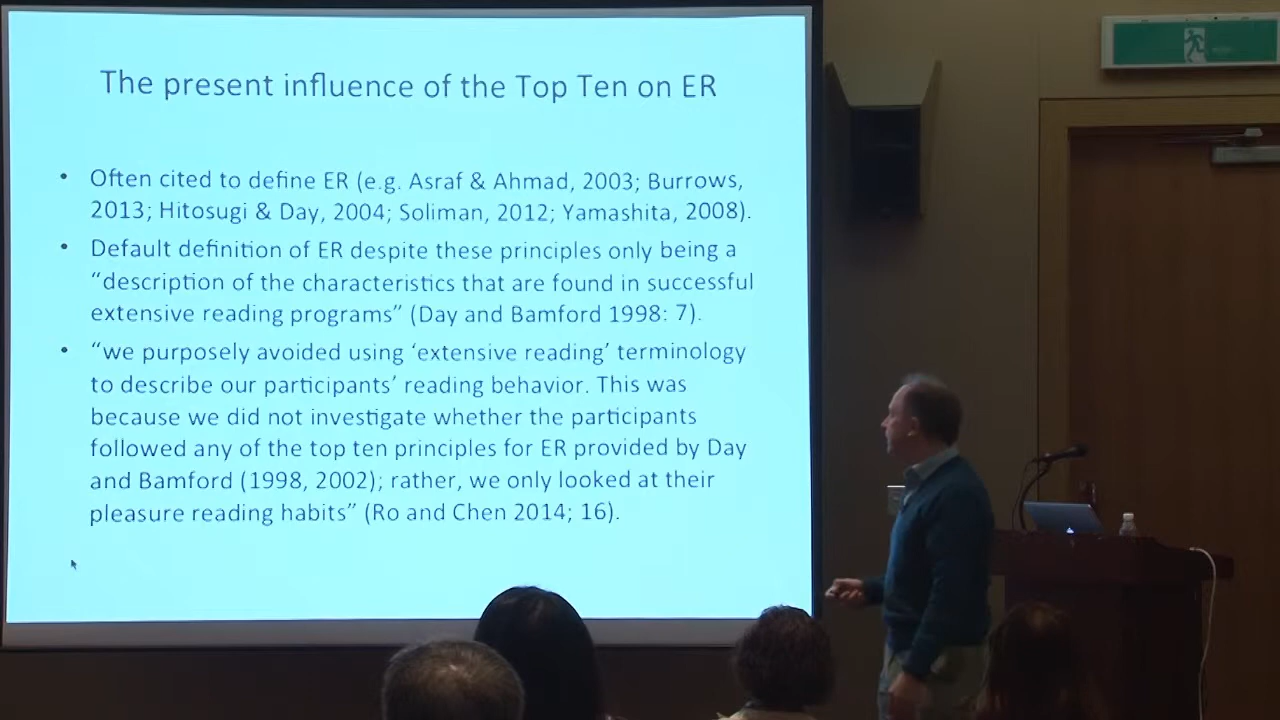 The present influence of the Top Ten on ER
• Often cited to define ER (e.g. Asraf & Ahmad, 2003; Burrows,
2013; Hitosugi & Day, 2004; Soliman, 2012; Yamashita, 2008).
• Default definition of ER despite these principles only being a
“description of the characteristics that are found in successful
extensive reading programs” (Day and Bamford 1998: 7).
• “we purposely avoided using ‘extensive reading’ terminology
to describe our participants’ reading behavior. This was
because we did not investigate whether the participants
followed any of the top ten principles for ER provided by Day
and Bamford (1998, 2002); rather, we only looked at their
pleasure reading habits” (Ro and Chen 2014; 16).